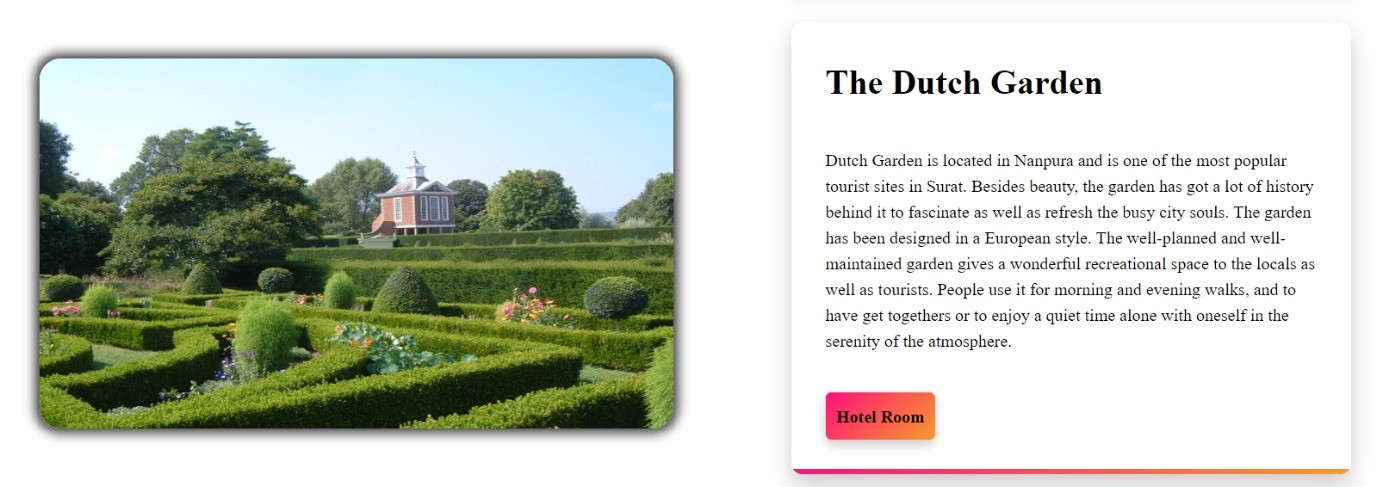 The Dutch Garden
Dutch Garden is located in Nanpura and is one of the most popular
tourist sites in Surat. Besides beauty, the garden has got a lot of history
behind it to fascinate as well as refresh the busy city souls. The garden
has been designed in a European style. The well-planned and well-
maintained garden gives a wonderful recreational space to the locals as
well as tourists. People use it for morning and evening walks, and to
have get togethers or to enjoy a quiet time alone with oneself in the
serenity of the atmosphere.
Hotel Room